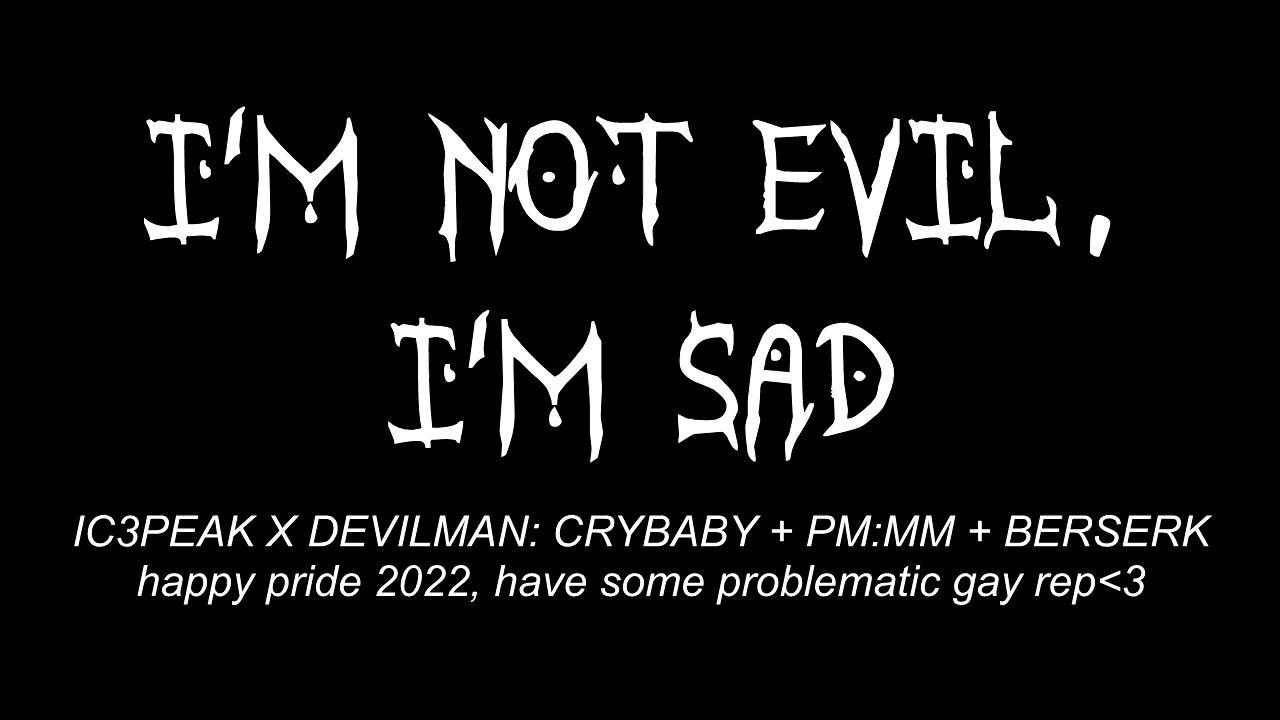 I'M NOT EVIL,
I'M SAD
IC3PEAK X DEVILMAN: CRYBABY + PM:MM + BERSERK
happy pride 2022, have some problematic gay rep<3